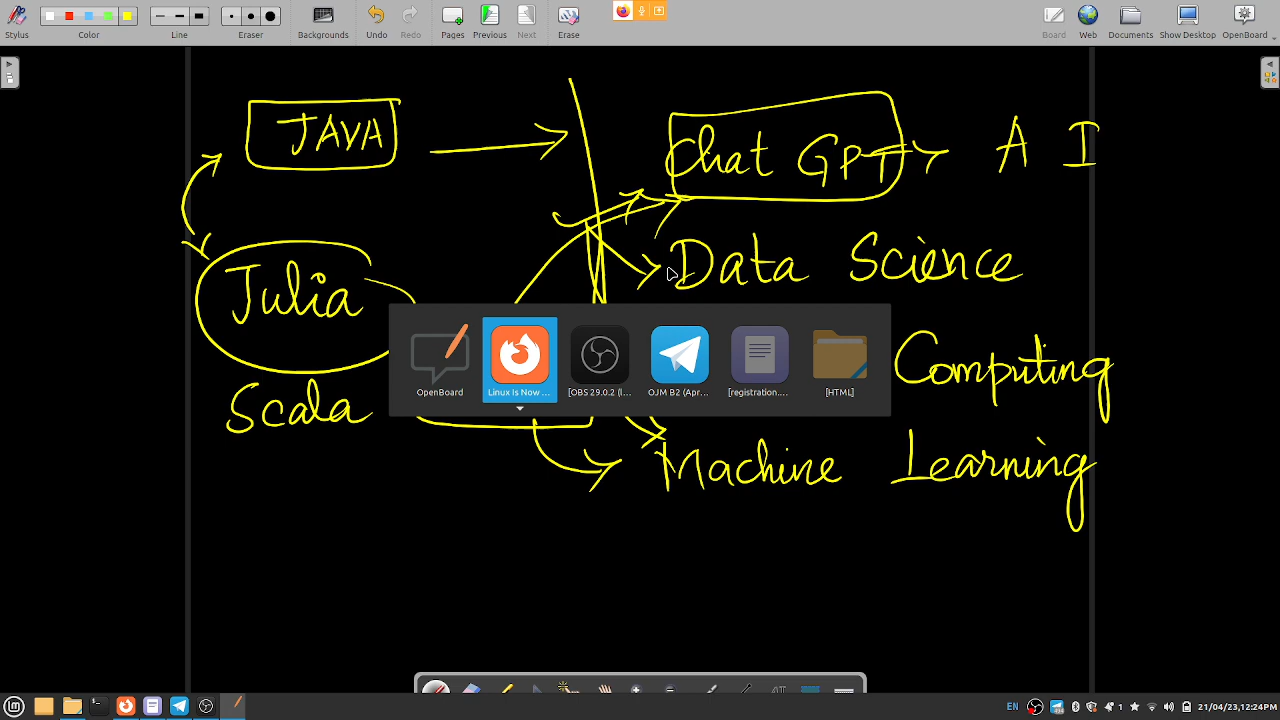 Stylus Color Line Eraser Backgrounds Undo Redo Pages Previous Next Erase Board Web Documents Show Desktop OpenBoard
JAVA Chat GPT A I
Julia Data Science
Computing
OpenBoard Linux Is Now ... [OBS 29.0.2 (l... OJM B2 (Apr... [registration.... [HTML]
Scala
Machine Learning
EN 1 21/04/23, 12:24PM